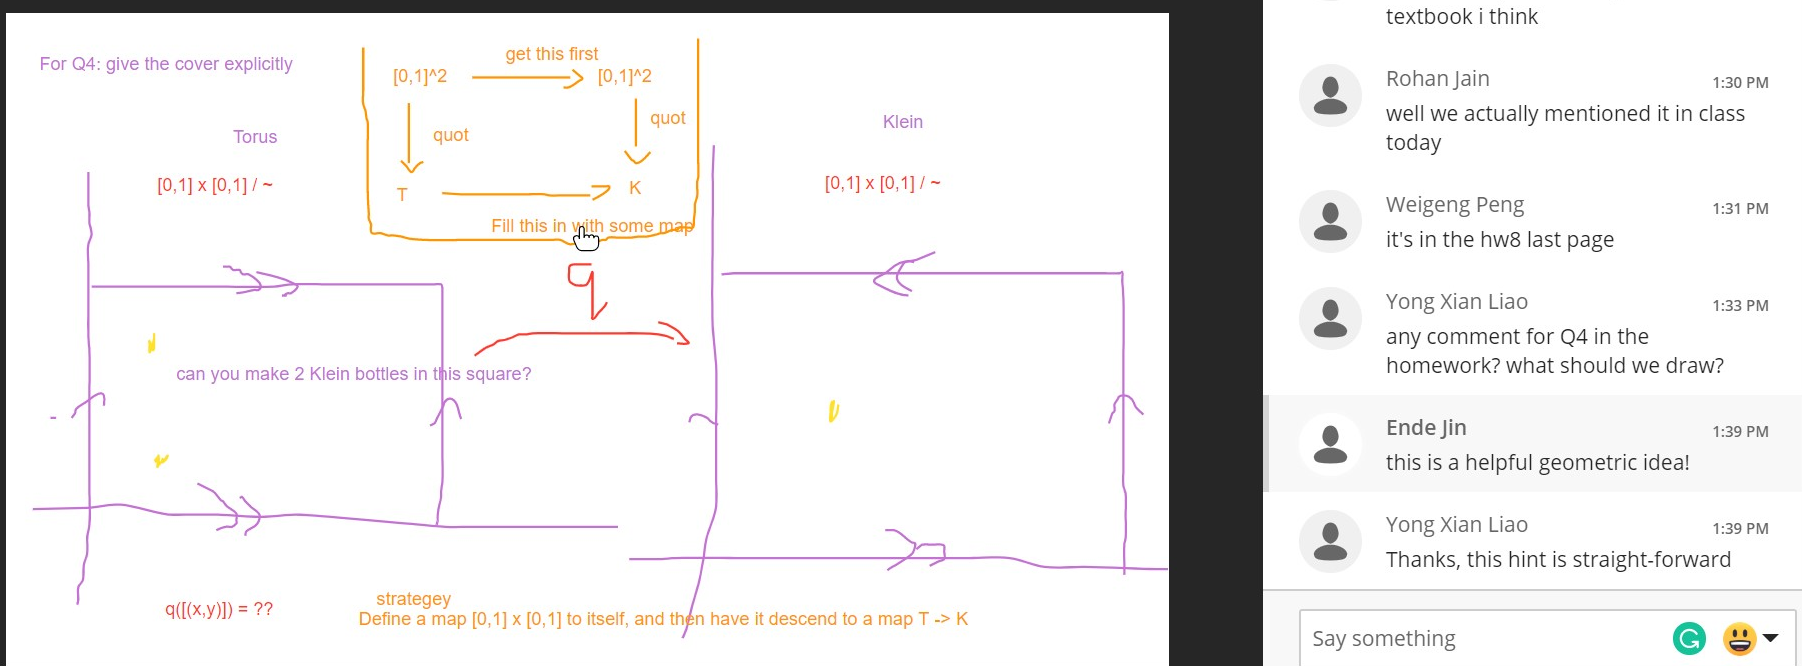 For Q4: give the cover explicitly
get this first
[0,1]^2
[0,1]^2
quot
quot
T
K
Fill this in with some map
Torus
[0,1] x [0,1] / ~
Klein
[0,1] x [0,1] / ~
q
can you make 2 Klein bottles in this square?
q([(x,y)]) = ??
strategey
Define a map [0,1] x [0,1] to itself, and then have it descend to a map T -> K
textbook i think
Rohan Jain
1:30 PM
well we actually mentioned it in class
today
Weigeng Peng
1:31 PM
it's in the hw8 last page
Yong Xian Liao
1:33 PM
any comment for Q4 in the
homework? what should we draw?
Ende Jin
1:39 PM
this is a helpful geometric idea!
Yong Xian Liao
1:39 PM
Thanks, this hint is straight-forward
Say something